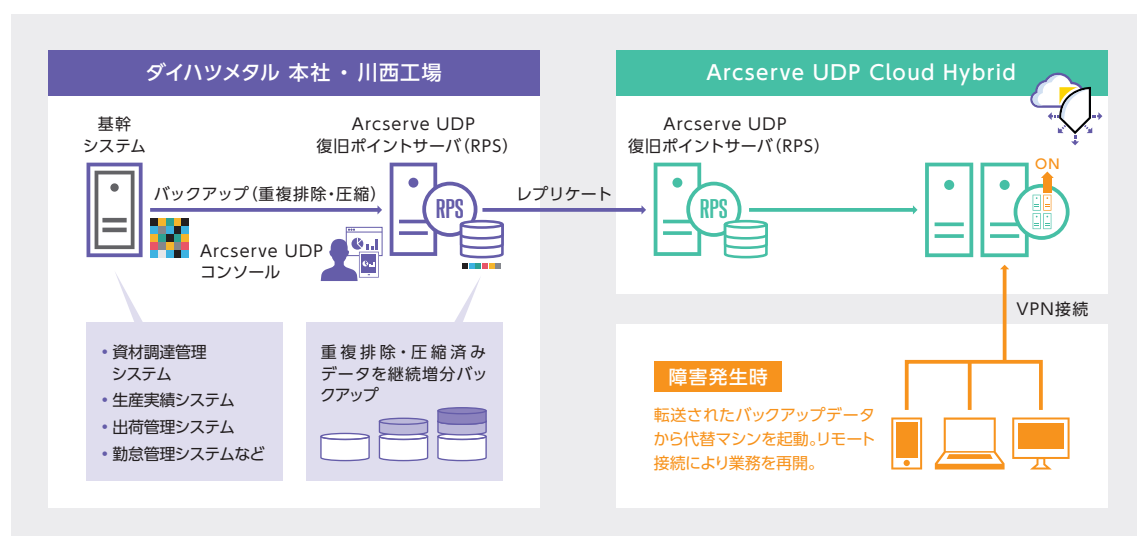 ダイハツメタル 本社・川西工場
基幹
システム
Arcserve UDP
復旧ポイントサーバ(RPS)
バックアップ(重複排除・圧縮)
RPS
レプリケート
Arcserve UDP
コンソール
・資材調達管理
システム
・生産実績システム
・出荷管理システム
・勤怠管理システムなど
重複排除・圧縮済み
データを継続増分バッ
クアップ
Arcserve UDP Cloud Hybrid
Arcserve UDP
復旧ポイントサーバ(RPS)
RPS
ON
VPN接続
障害発生時
転送されたバックアップデータ
から代替マシンを起動。リモート
接続により業務を再開。